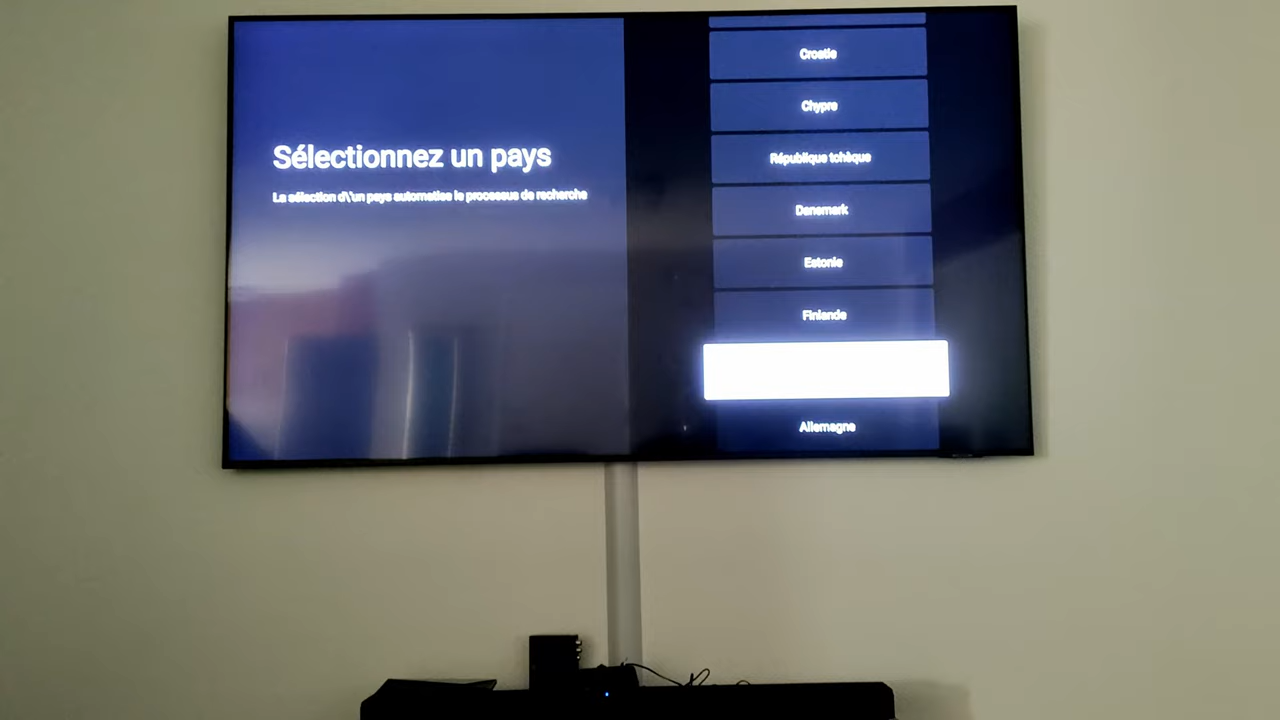 Sélectionnez un pays
La sélection d\'un pays automatise le processus de recherche
Croatie
Chypre
République tchèque
Danemark
Estonie
Finlande
Allemagne